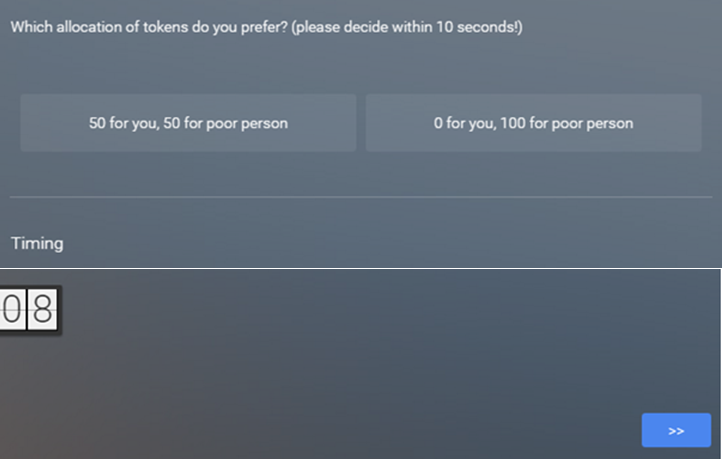 Which allocation of tokens do you prefer? (please decide within 10 seconds!)
50 for you, 50 for poor person
0 for you, 100 for poor person
Timing
08
>>